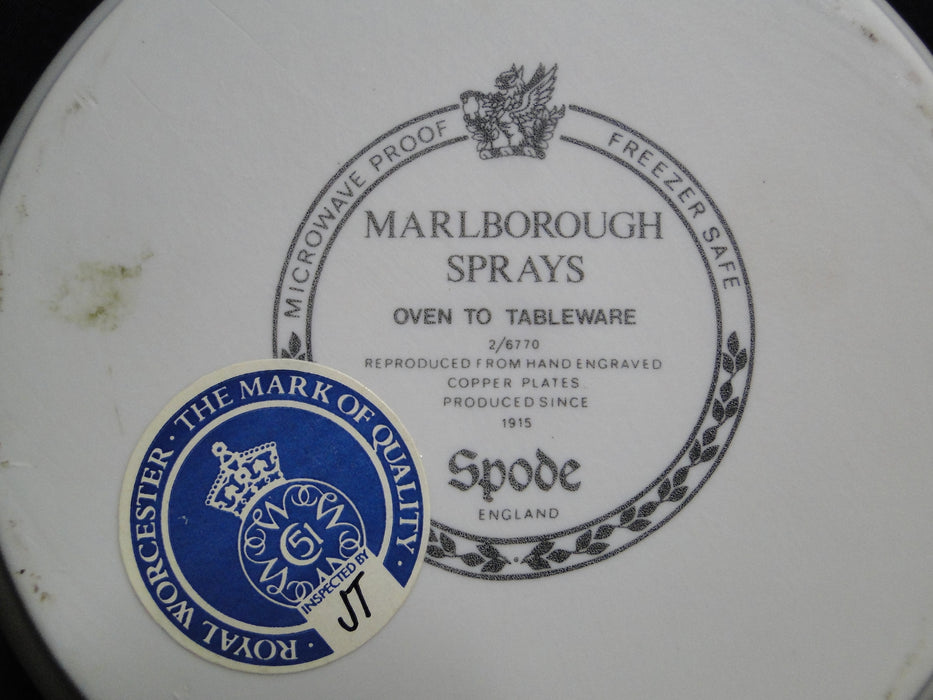 MICROWAVE PROOF
FREEZER SAFE
MARLBOROUGH
SPRAYS
OVEN TO TABLEWARE
2/6770
REPRODUCED FROM HAND ENGRAVED
COPPER PLATES.
PRODUCED SINCE
1915
Spode
ENGLAND
ROYAL WORCESTER · THE MARK OF QUALITY ·
51
INSPECTED BY
JT